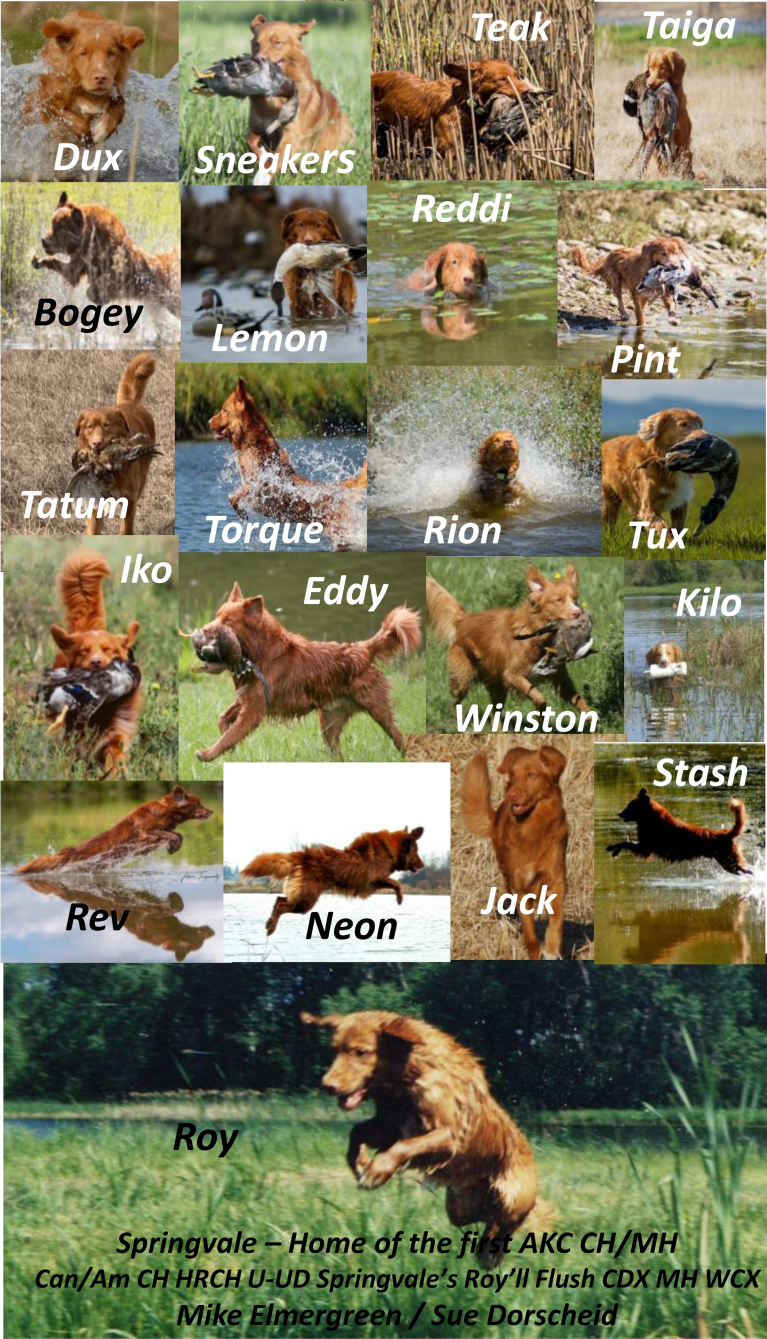 Dux
Sneakers
Teak
Taiga
Bogey
Lemon
Reddi
Pint
Tatum
Torque
Rion
Tux
Iko
Eddy
Winston
Kilo
Rev
Neon
Jack
Stash
Roy
Springvale – Home of the first AKC CH/MH
Can/Am CH HRCH U-UD Springvale’s Roy’ll Flush CDX MH WCX
Mike Elmergreen / Sue Dorscheid